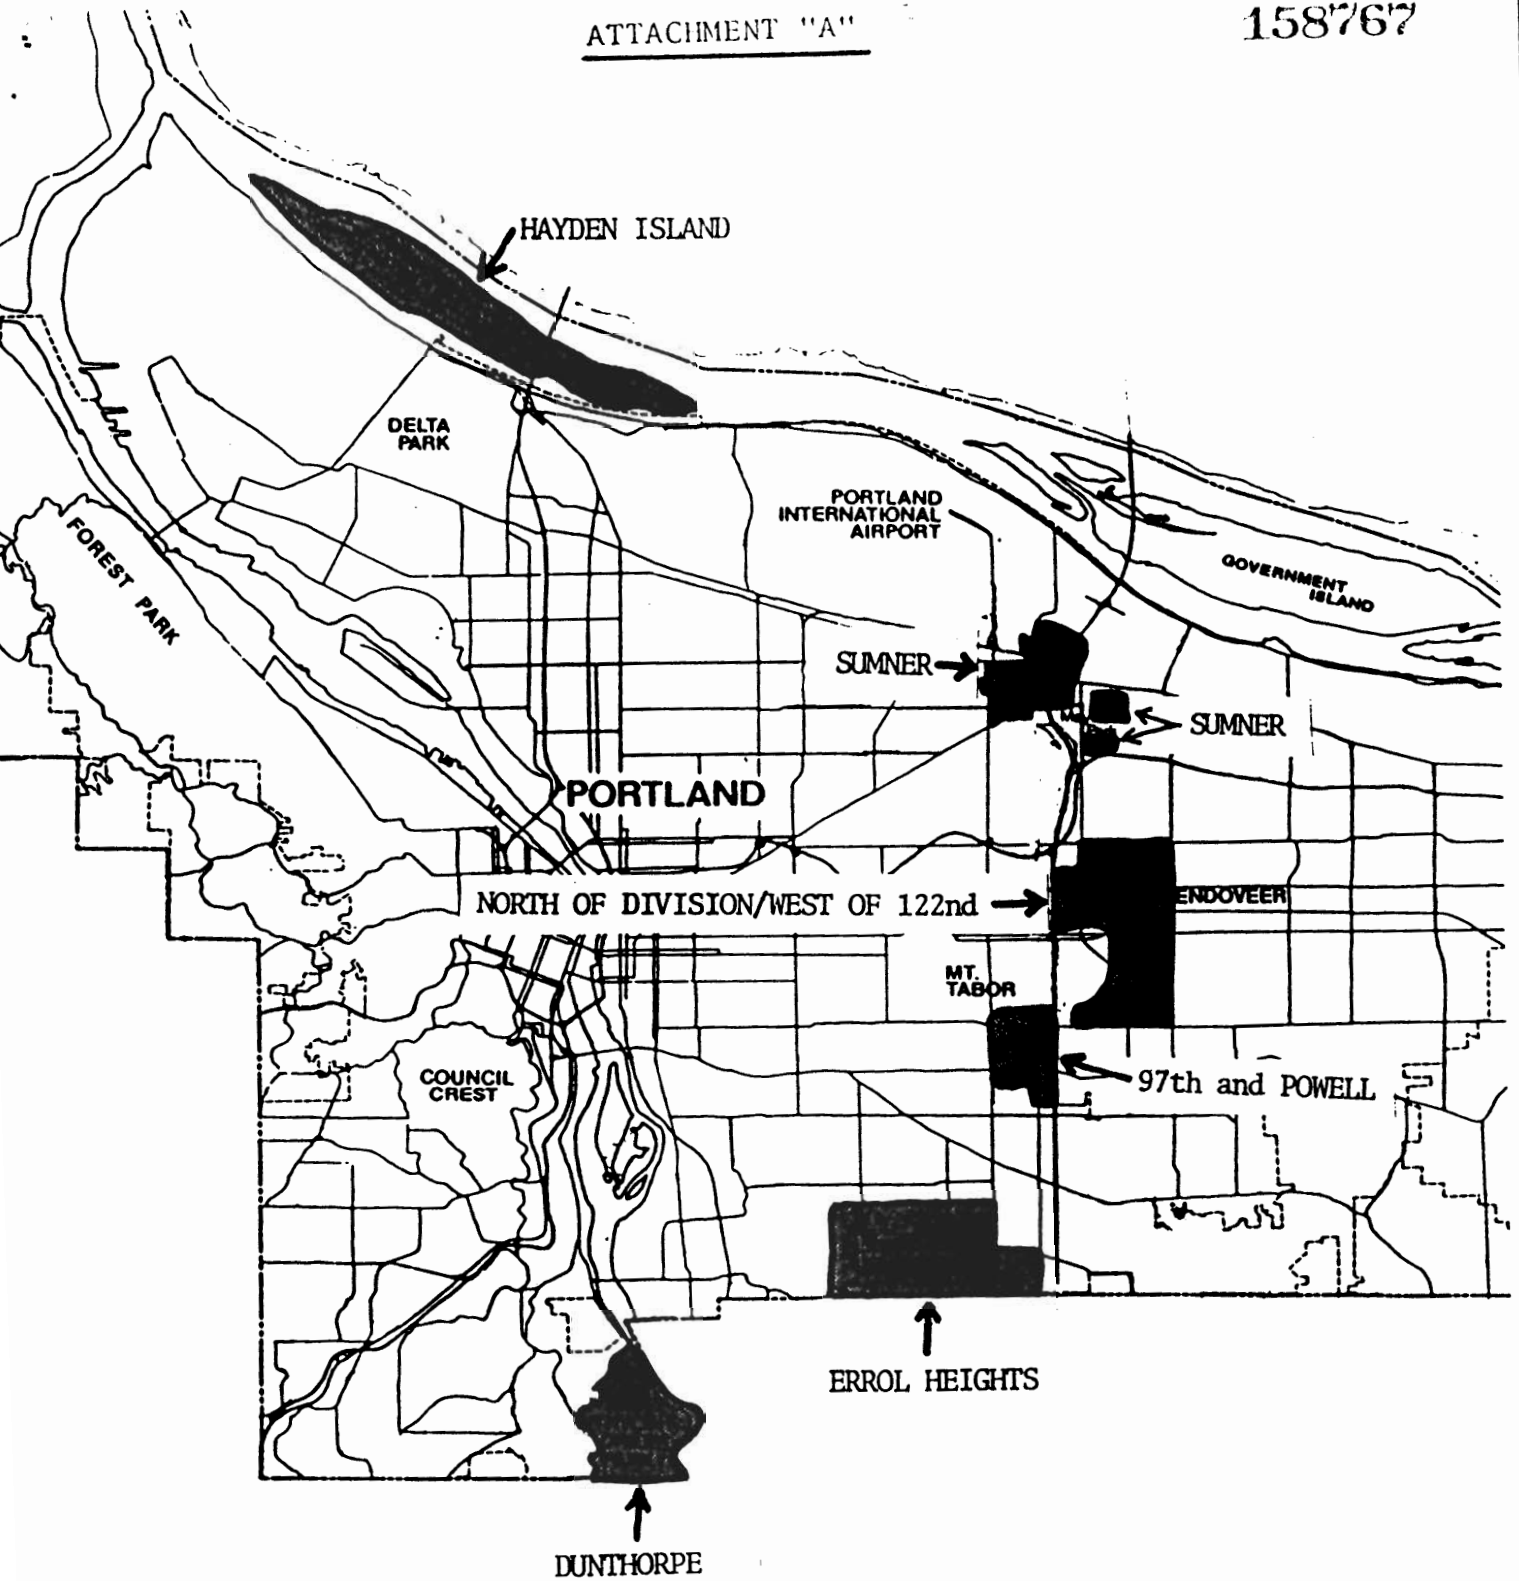 ATTACHMENT "A"
158767
HAYDEN ISLAND
DELTA
PARK
PORTLAND
INTERNATIONAL
AIRPORT
FOREST PARK
GOVERNMENT
ISLAND
SUMNER
SUMNER
PORTLAND
NORTH OF DIVISION/WEST OF 122nd
ENDOVEER
MT.
TABOR
COUNCIL
CREST
97th and POWELL
ERROL HEIGHTS
DUNTHORPE